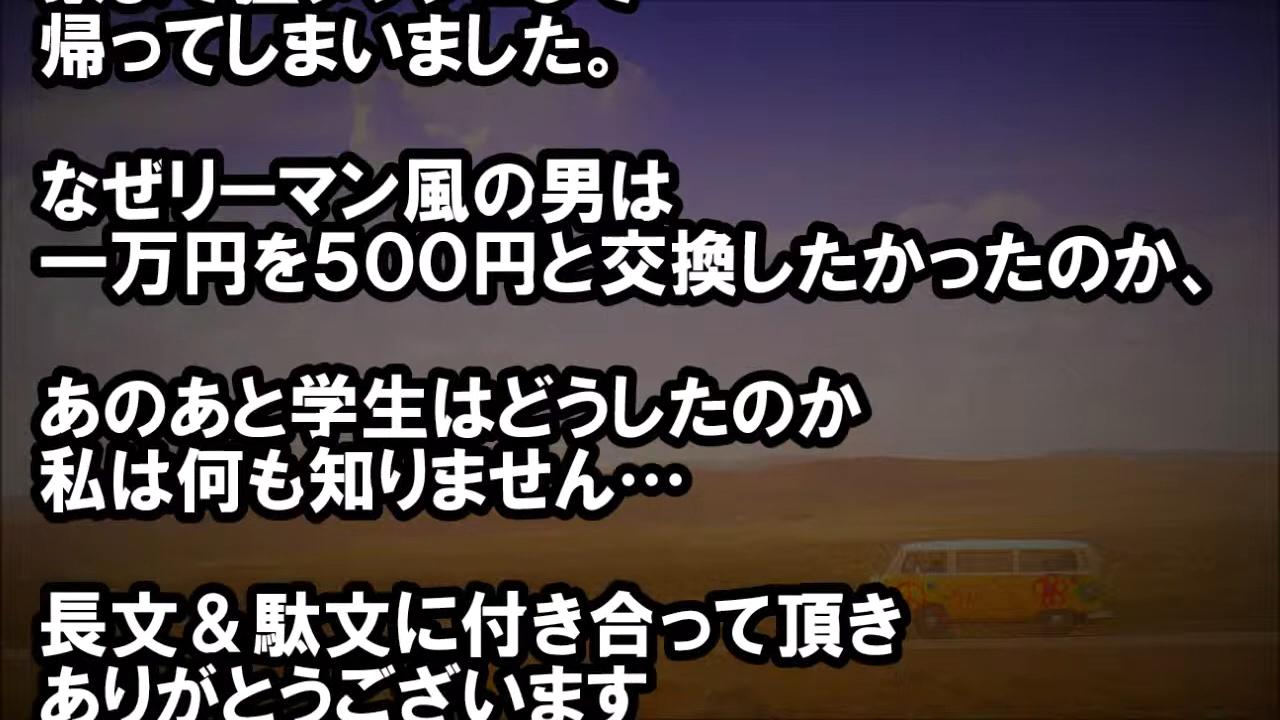 帰ってしまいました。
なぜリーマン風の男は
一万円を５００円と交換したかったのか、
あのあと学生はどうしたのか
私は何も知りません…
長文＆駄文に付き合って頂き
ありがとうございます